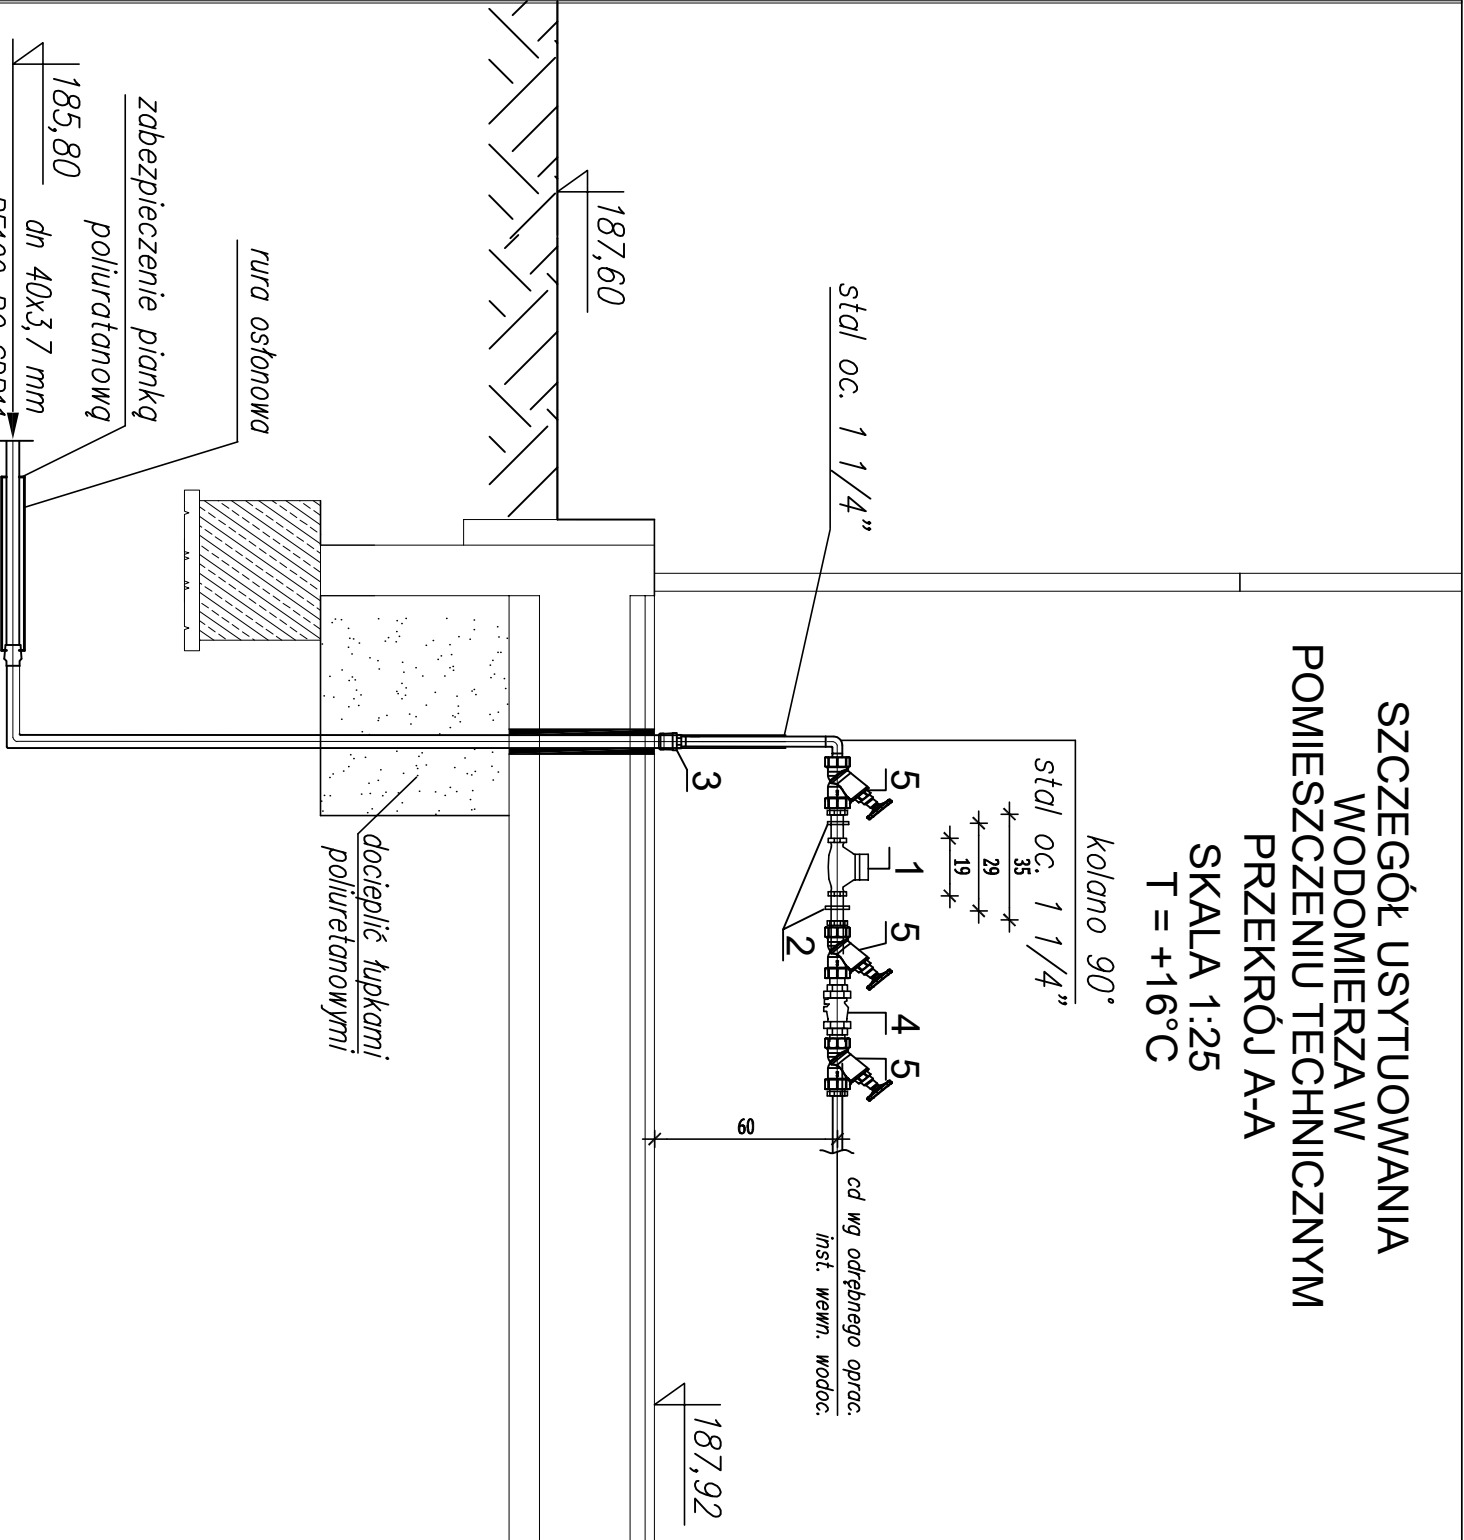 SZCZEGÓŁ USYTUOWANIA
WODOMIERZA W
POMIESZCZENIU TECHNICZNYM
PRZEKRÓJ A-A
SKALA 1:25
T = +16°C
kolano 90°
stal oc. 1 1/4”
35
29
19
stal oc. 1 1/4”
5
1
5
4
5
2
3
60
cd wg odrębnego oprac.
inst. wewn. wodoc.
187,60
187,92
docieplić łupkami
poliuretanowymi
rura osłonowa
zabezpieczenie pianką
poliuratanową
185,80
dn 40x3,7 mm